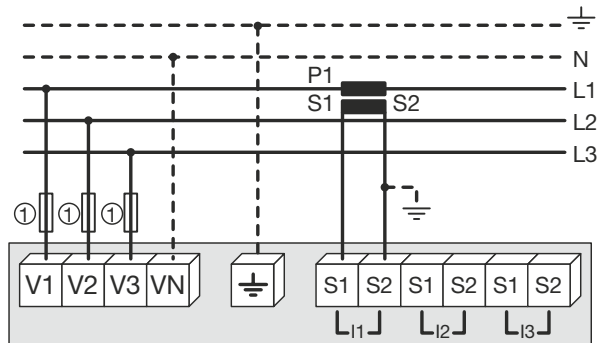 N
P1
L1
S1 S2
L2
L3
① ① ①
V1 V2 V3 VN S1 S2 S1 S2 S1 S2
I1 I2 I3